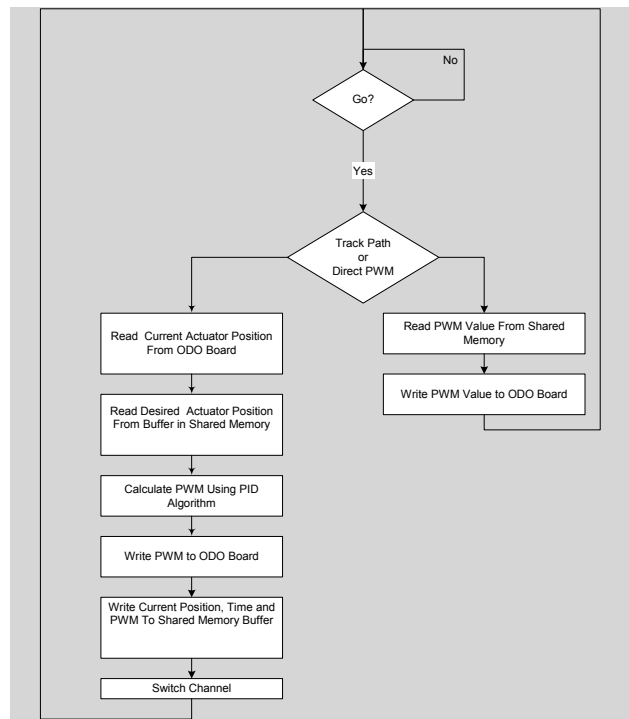 No
Go?
Yes
Track Path
or
Direct PWM
Read Current Actuator Position
From ODO Board
Read PWM Value From Shared
Memory
Read Desired Actuator Position
From Buffer in Shared Memory
Write PWM Value to ODO Board
Calculate PWM Using PID
Algorithm
Write PWM to ODO Board
Write Current Position, Time and
PWM To Shared Memory Buffer
Switch Channel